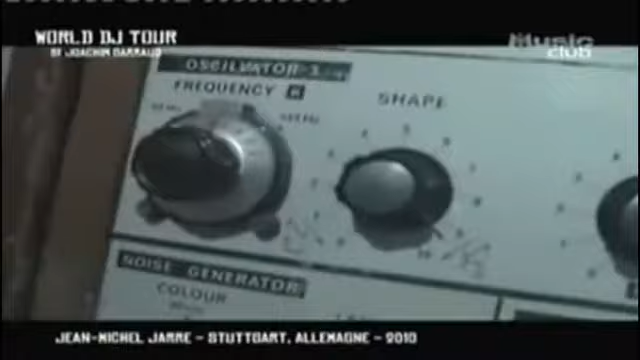 WORLD DJ TOUR
BY JOACHIM GARRAUD
Music
club
OSCILLATOR 1
FREQUENCY
SHAPE
NOISE GENERATOR
COLOUR
JEAN-MICHEL JARRE - STUTTGART, ALLEMAGNE - 2010